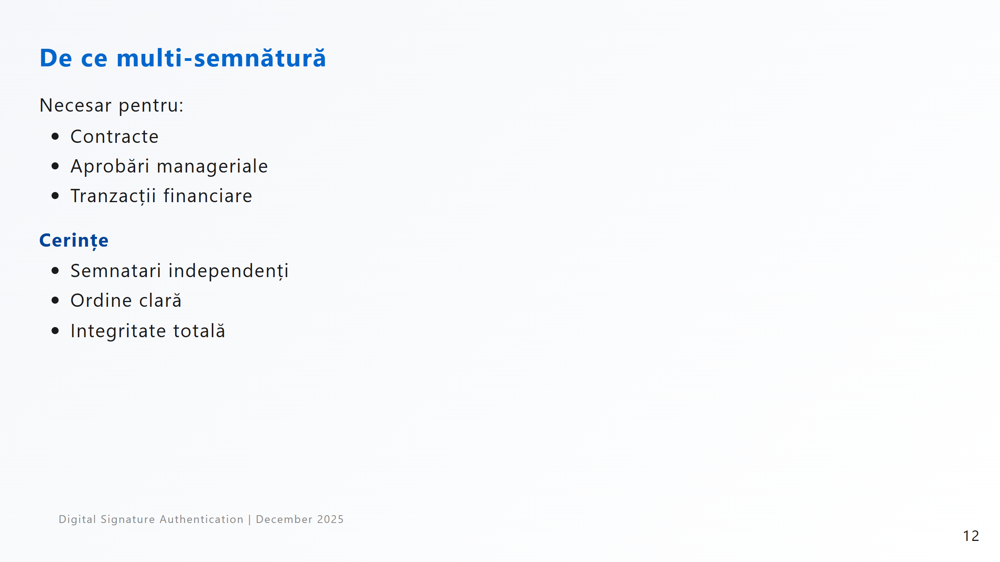 De ce multi-semnătură
Necesar pentru:
• Contracte
• Aprobări manageriale
• Tranzacții financiare
Cerințe
• Semnatari independenți
• Ordine clară
• Integritate totală
Digital Signature Authentication | December 2025
12